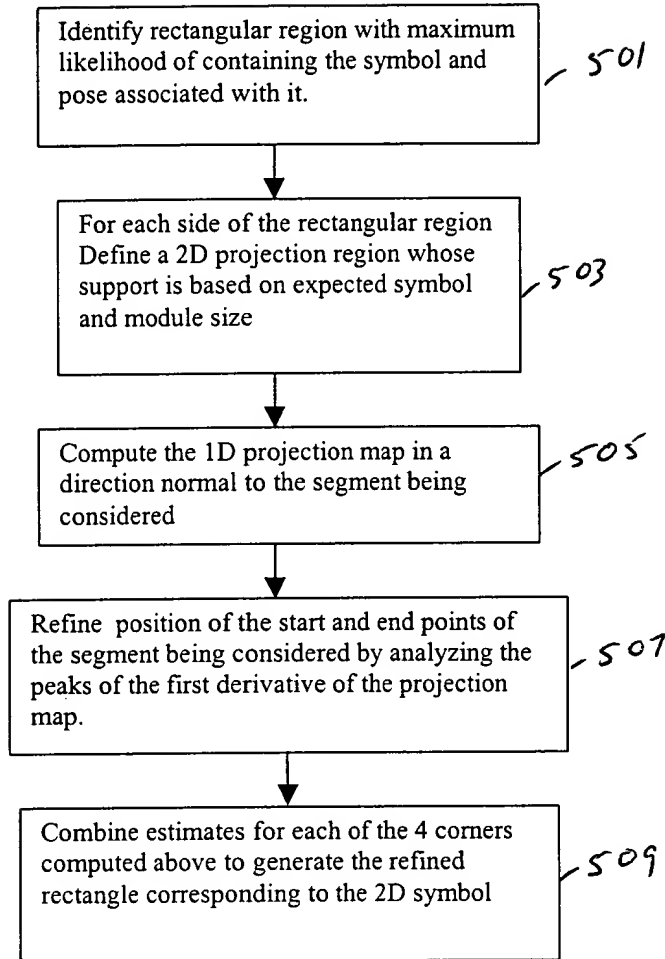 Identify rectangular region with maximum
likelihood of containing the symbol and
pose associated with it.
501
For each side of the rectangular region
Define a 2D projection region whose
support is based on expected symbol
and module size
503
Compute the 1D projection map in a
direction normal to the segment being
considered
505
Refine position of the start and end points of
the segment being considered by analyzing the
peaks of the first derivative of the projection
map.
507
Combine estimates for each of the 4 corners
computed above to generate the refined
rectangle corresponding to the 2D symbol
509